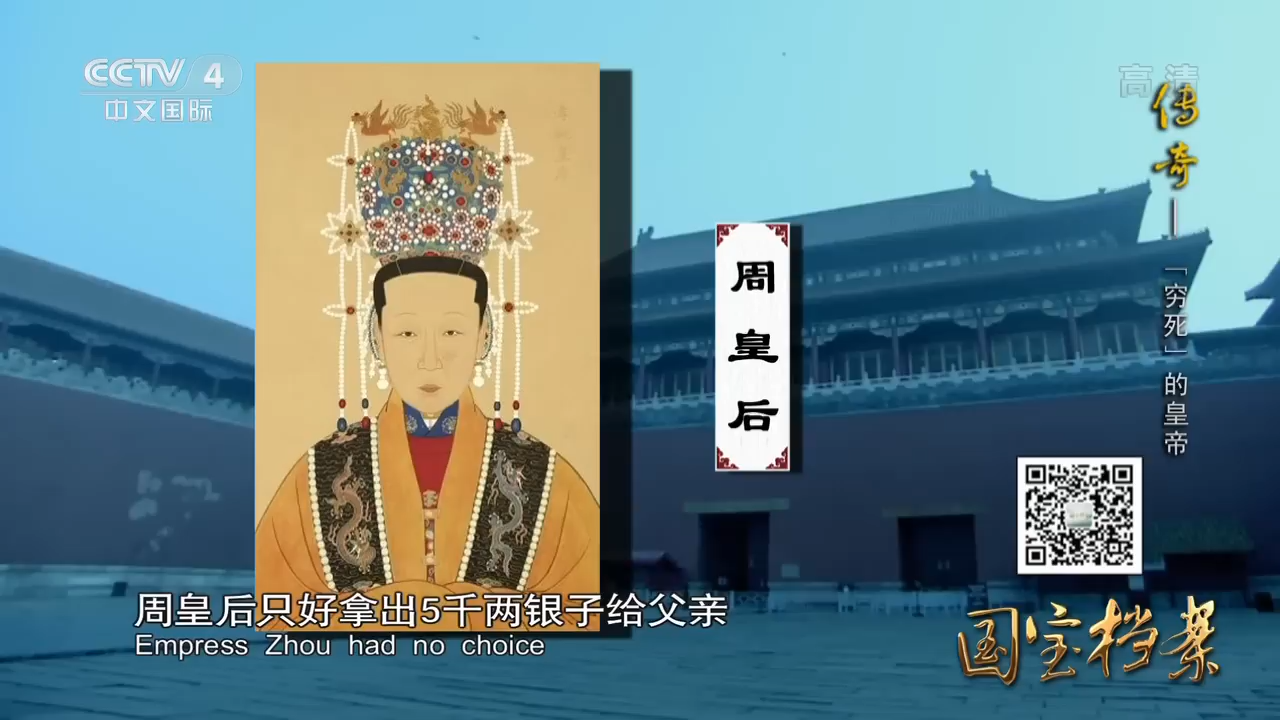 CCTV 4
中文国际
高清
传奇——
「穷死」的皇帝
周皇后
周皇后只好拿出5千两银子给父亲
Empress Zhou had no choice
国宝档案